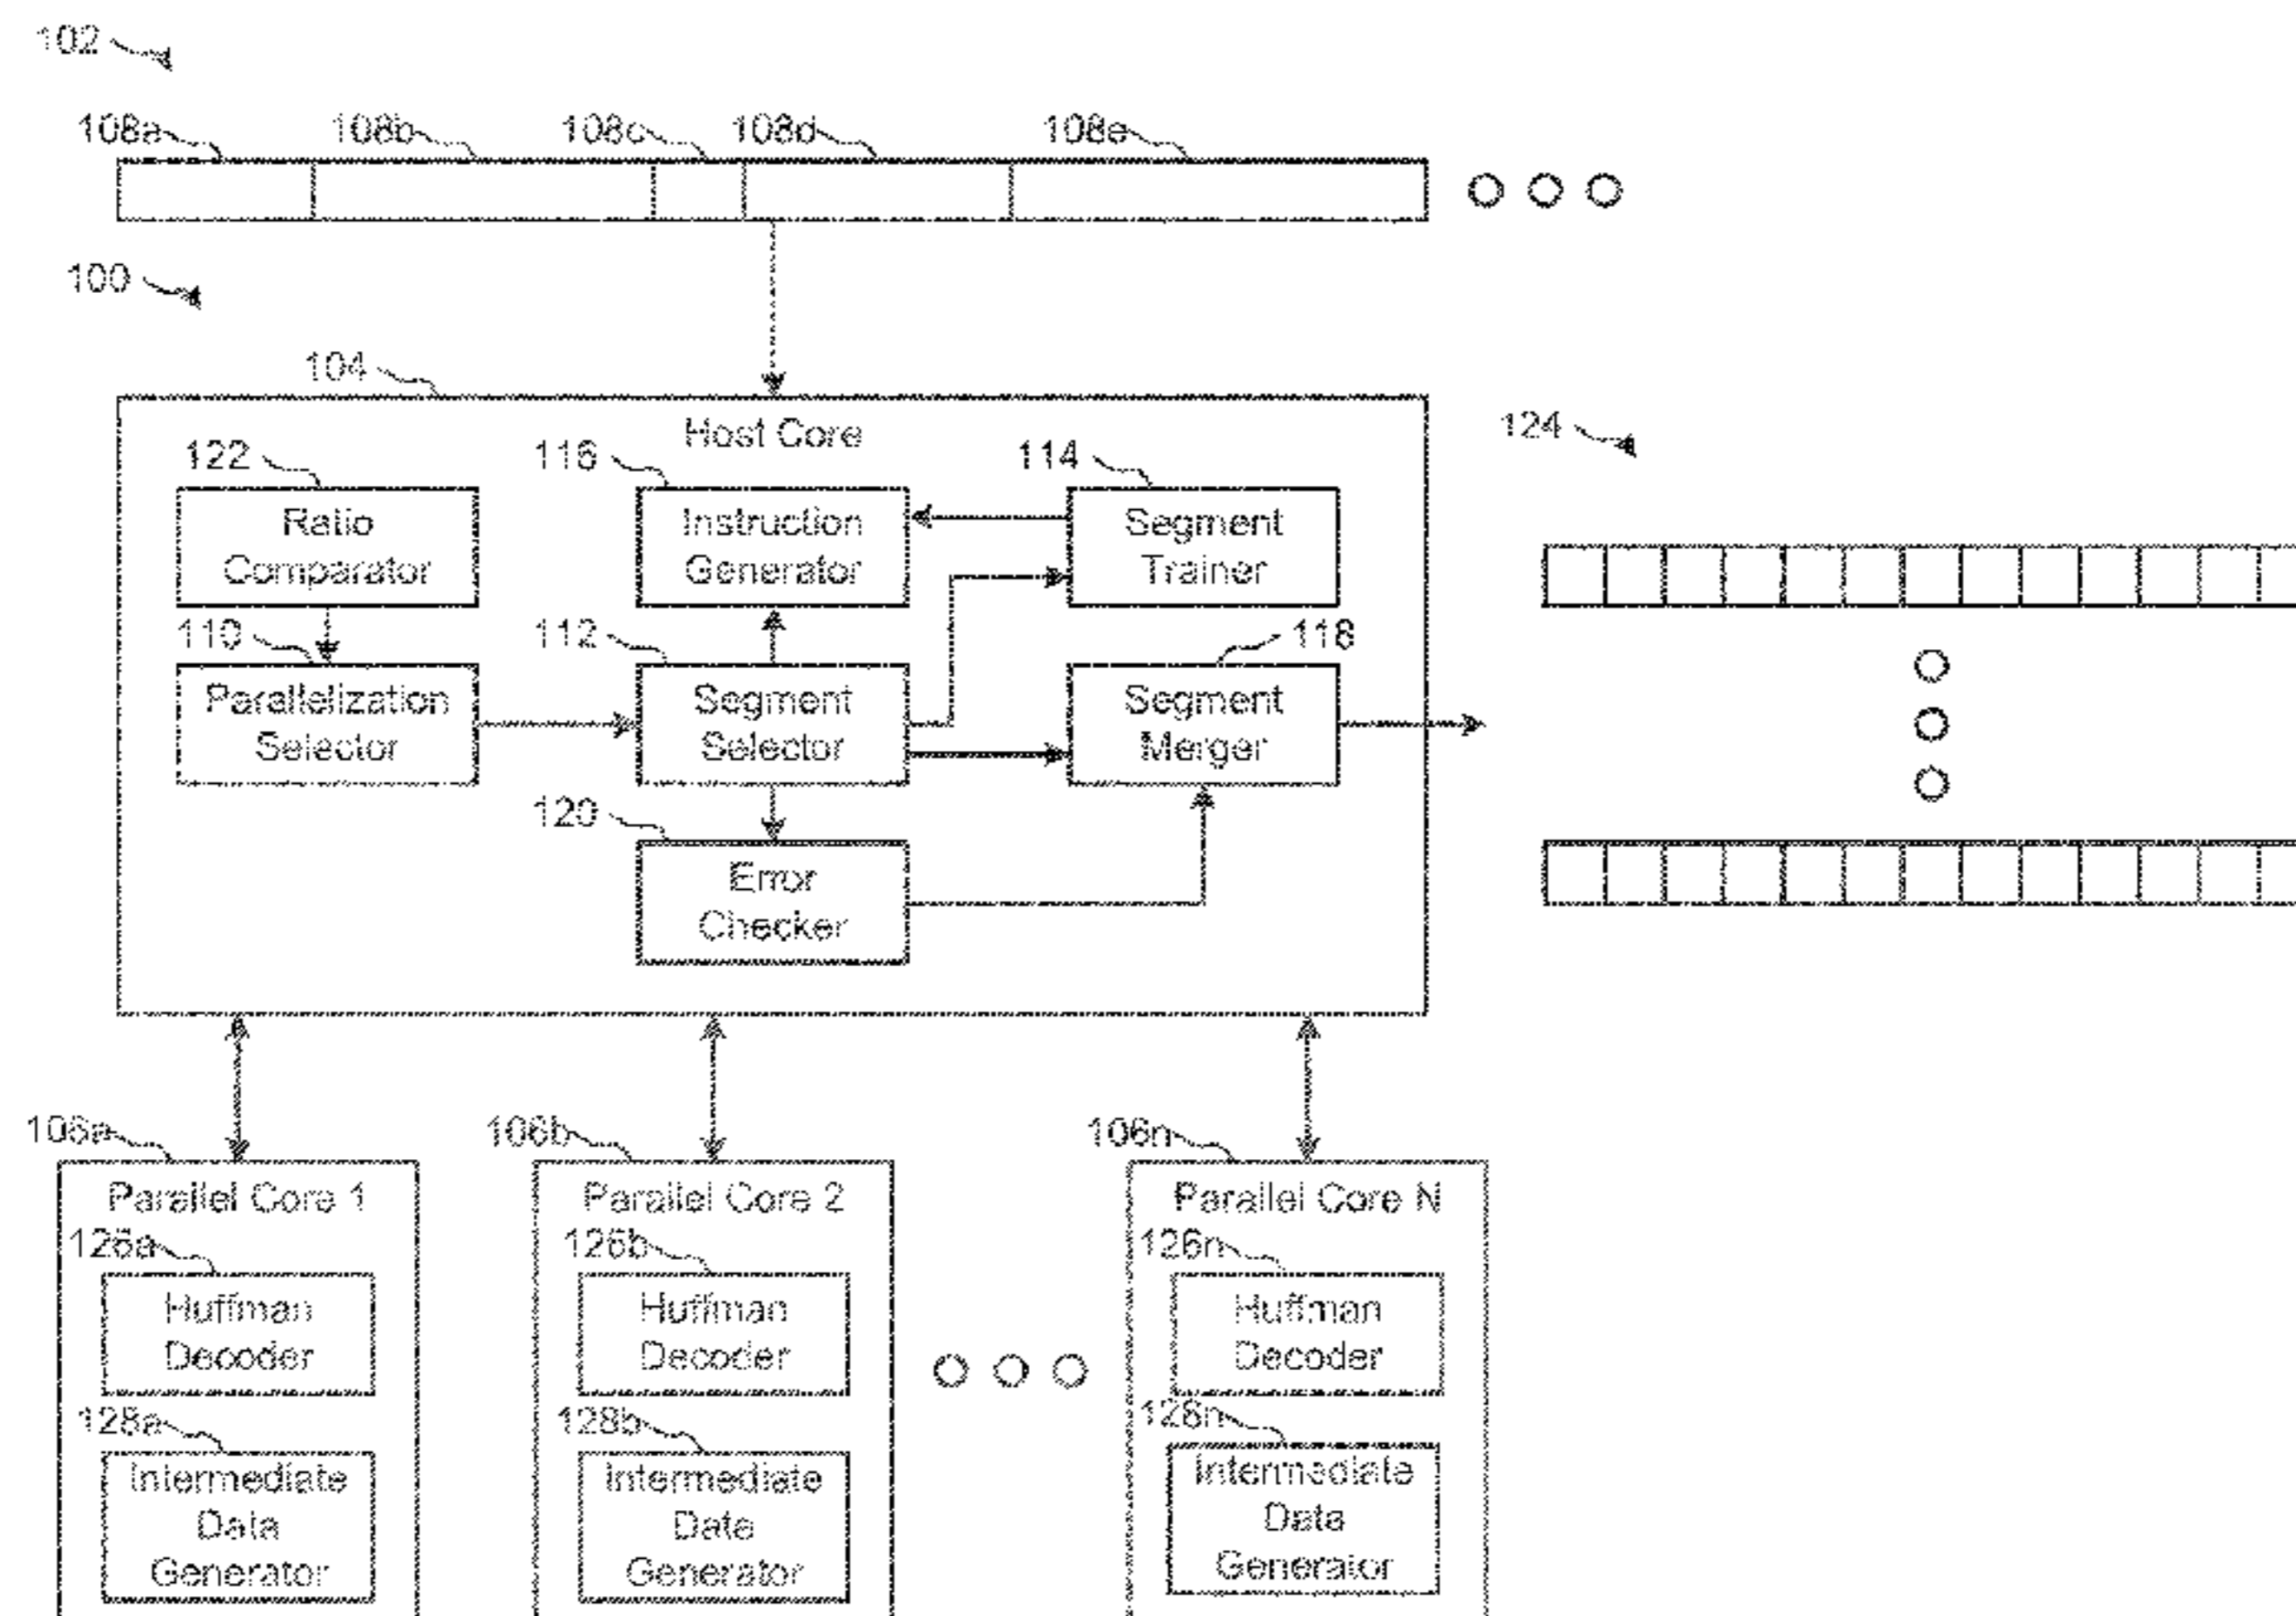 102
108a 108b 108c 108d 108e
100
104
Host Core
124
122 116 114
Ratio
Comparator
Instruction
Generator
Segment
Trainer
110 112 118
Parallelization
Selector
Segment
Selector
Segment
Merger
120
Error
Checker
106a 106b 106n
Parallel Core 1
Parallel Core 2
Parallel Core N
126a 126b 126n
Huffman
Decoder
Huffman
Decoder
Huffman
Decoder
128a 128b 128n
Intermediate
Data
Generator
Intermediate
Data
Generator
Intermediate
Data
Generator